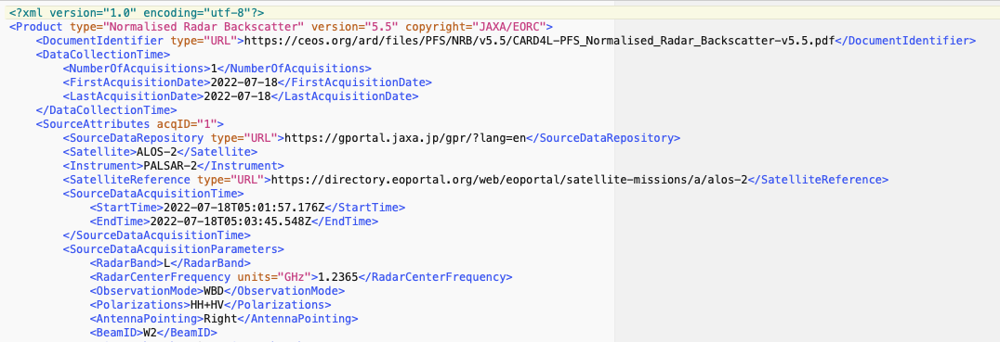 <?xml version="1.0" encoding="utf-8"?>
<Product type="Normalised Radar Backscatter" version="5.5" copyright="JAXA/EORC">
<DocumentIdentifier type="URL">https://ceos.org/ard/files/PFS/NRB/v5.5/CARD4L-PFS_Normalised_Radar_Backscatter-v5.5.pdf</DocumentIdentifier>
<DataCollectionTime>
<NumberOfAcquisitions>1</NumberOfAcquisitions>
<FirstAcquisitionDate>2022-07-18</FirstAcquisitionDate>
<LastAcquisitionDate>2022-07-18</LastAcquisitionDate>
</DataCollectionTime>
<SourceAttributes acqID="1">
<SourceDataRepository type="URL">https://gportal.jaxa.jp/gpr/?lang=en</SourceDataRepository>
<Satellite>ALOS-2</Satellite>
<Instrument>PALSAR-2</Instrument>
<SatelliteReference type="URL">https://directory.eoportal.org/web/eoportal/satellite-missions/a/alos-2</SatelliteReference>
<SourceDataAcquisitionTime>
<StartTime>2022-07-18T05:01:57.176Z</StartTime>
<EndTime>2022-07-18T05:03:45.548Z</EndTime>
</SourceDataAcquisitionTime>
<SourceDataAcquisitionParameters>
<RadarBand>L</RadarBand>
<RadarCenterFrequency units="GHz">1.2365</RadarCenterFrequency>
<ObservationMode>WBD</ObservationMode>
<Polarizations>HH+HV</Polarizations>
<AntennaPointing>Right</AntennaPointing>
<BeamID>W2</BeamID>